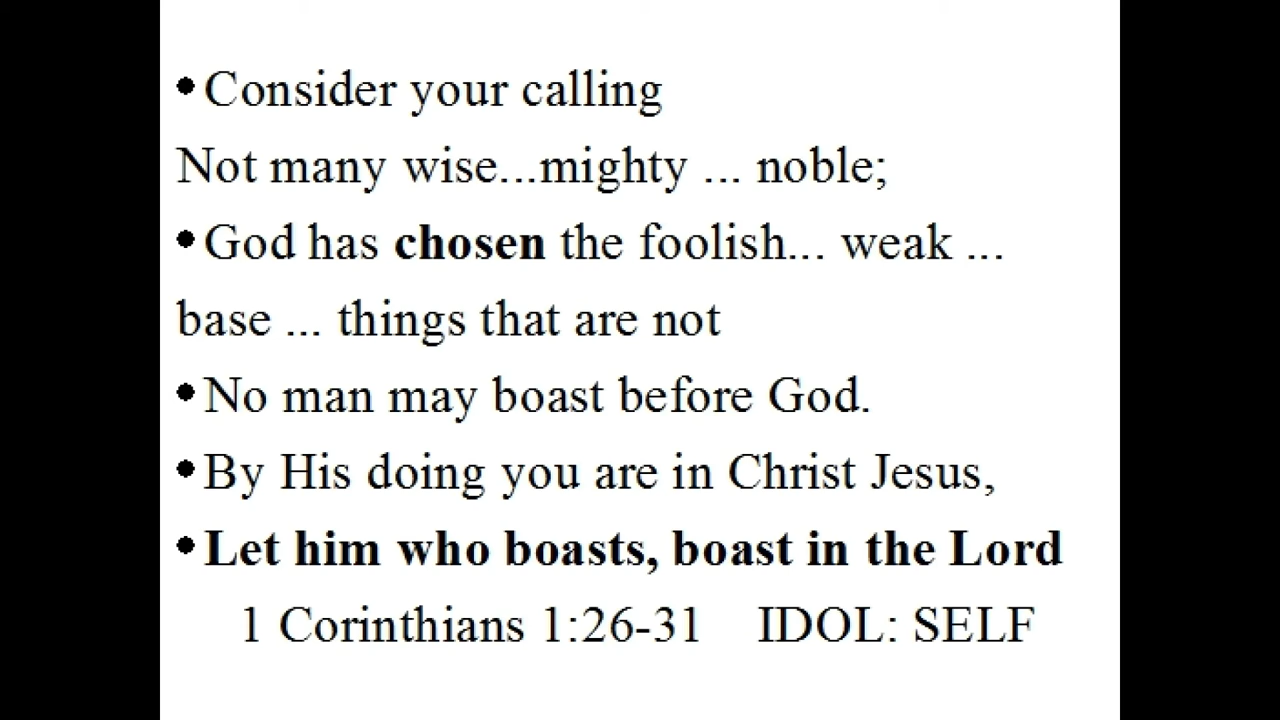 •Consider your calling
Not many wise...mighty ... noble;
•God has chosen the foolish... weak ...
base ... things that are not
•No man may boast before God.
•By His doing you are in Christ Jesus,
•Let him who boasts, boast in the Lord
1 Corinthians 1:26-31 IDOL: SELF